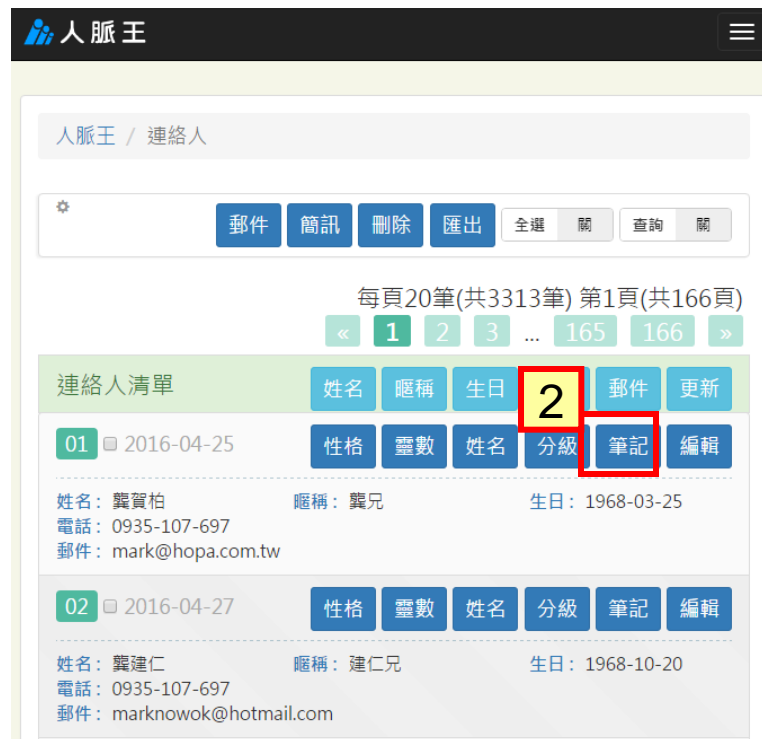 人脈王
人脈王 / 連絡人
郵件 簡訊 刪除 匯出 全選 關 查詢 關
每頁20筆(共3313筆) 第1頁(共166頁)
« 1 2 3 ... 165 166 »
連絡人清單 姓名 暱稱 生日 郵件 更新
2
01 2016-04-25 性格 靈數 姓名 分級 筆記 編輯
姓名: 龔賀柏 暱稱: 龔兄 生日: 1968-03-25
電話: 0935-107-697
郵件: mark@hopa.com.tw
02 2016-04-27 性格 靈數 姓名 分級 筆記 編輯
姓名: 龔建仁 暱稱: 建仁兄 生日: 1968-10-20
電話: 0935-107-697
郵件: marknowok@hotmail.com